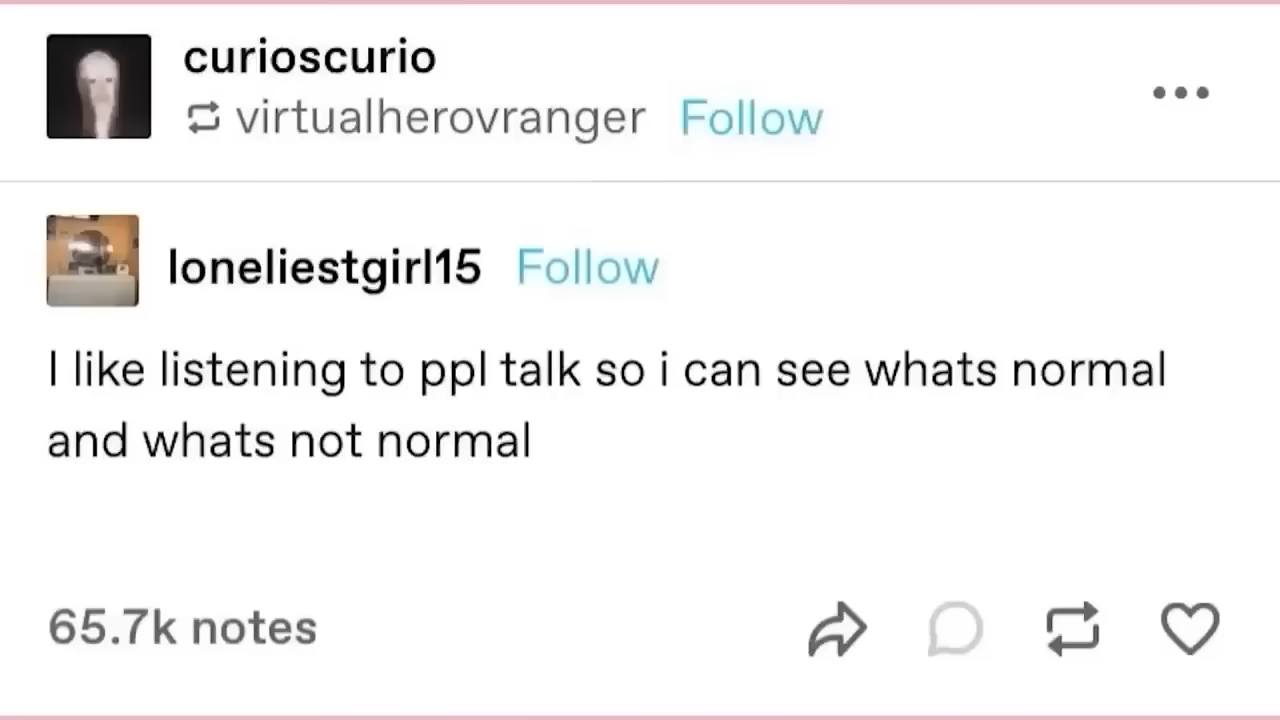 curioscurio
virtualherovranger Follow
loneliestgirl15 Follow
I like listening to ppl talk so i can see whats normal
and whats not normal
65.7k notes